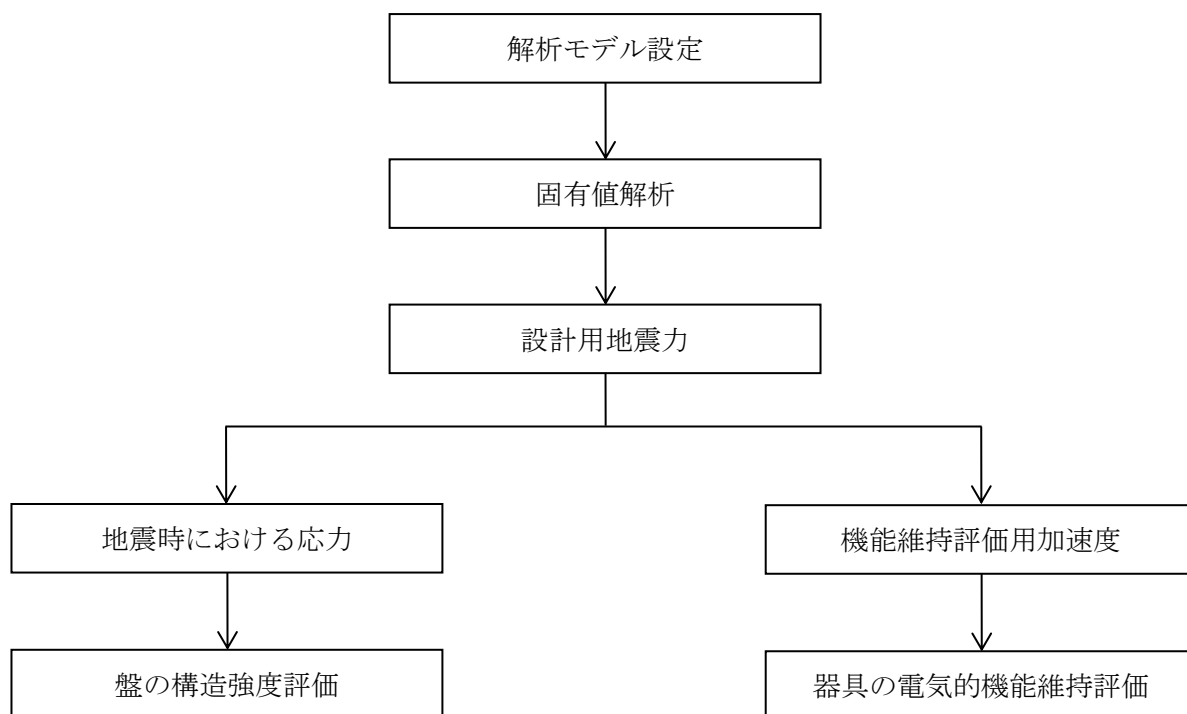 解析モデル設定
固有値解析
設計用地震力
地震時における応力
機能維持評価用加速度
盤の構造強度評価
器具の電気的機能維持評価